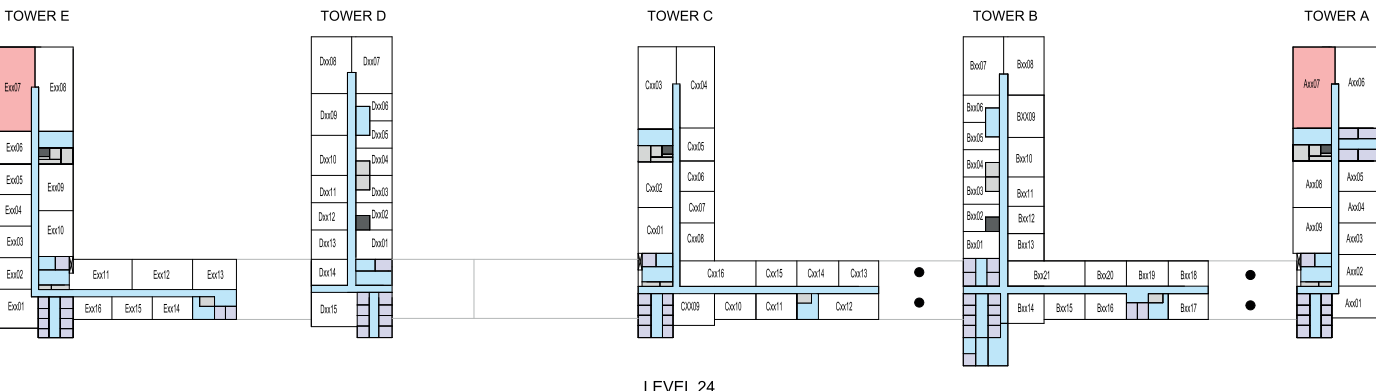 TOWER E
TOWER D
TOWER C
TOWER B
TOWER A
Exx07
Exx08
Exx06
Exx05
Exx09
Exx04
Exx10
Exx03
Exx02
Exx11
Exx12
Exx13
Exx01
Exx16
Exx15
Exx14
Dxx08
Dxx07
Dxx06
Dxx09
Dxx05
Dxx10
Dxx04
Dxx11
Dxx03
Dxx12
Dxx02
Dxx13
Dxx01
Dxx14
Dxx15
Cxx03
Cxx04
Cxx05
Cxx02
Cxx06
Cxx07
Cxx01
Cxx08
Cxx16
Cxx15
Cxx14
Cxx13
CXX09
Cxx10
Cxx11
Cxx12
Bxx07
Bxx08
Bxx06
BXX09
Bxx05
Bxx10
Bxx04
Bxx03
Bxx11
Bxx02
Bxx12
Bxx01
Bxx13
Bxx21
Bxx20
Bxx19
Bxx18
Bxx14
Bxx15
Bxx16
Bxx17
Axx07
Axx06
Axx08
Axx05
Axx04
Axx09
Axx03
Axx02
Axx01
LEVEL 24